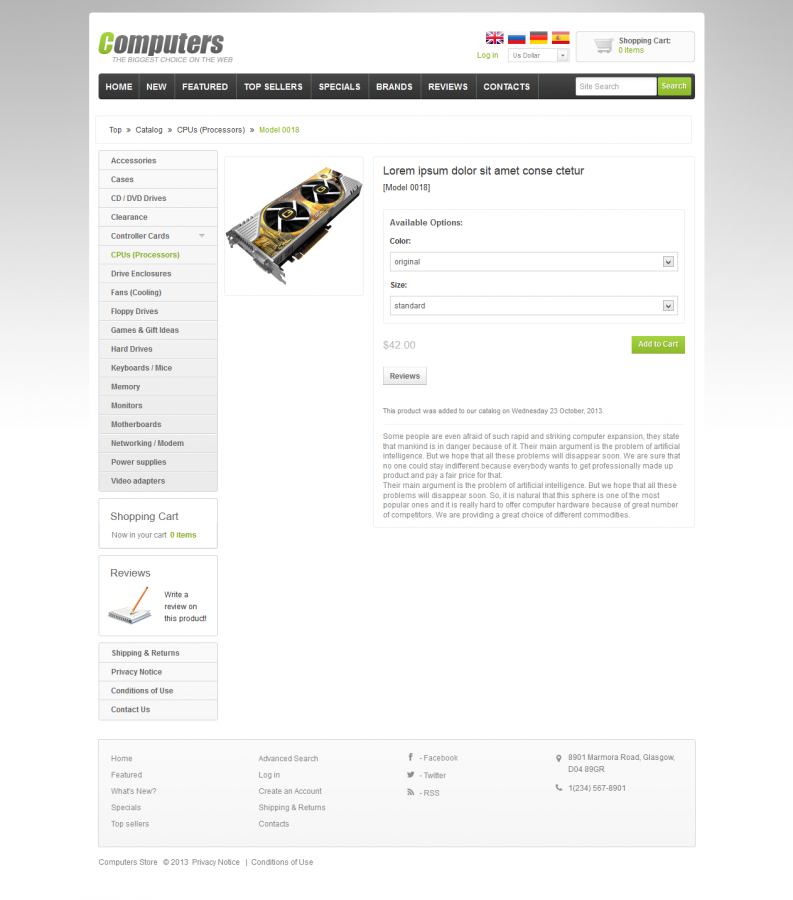 Computers
THE BIGGEST CHOICE ON THE WEB
Log in
Us Dollar
Shopping Cart:
0 items
HOME NEW FEATURED TOP SELLERS SPECIALS BRANDS REVIEWS CONTACTS
Site Search
Search
Top » Catalog » CPUs (Processors) » Model 0018
Accessories
Cases
CD / DVD Drives
Clearance
Controller Cards
CPUs (Processors)
Drive Enclosures
Fans (Cooling)
Floppy Drives
Games & Gift Ideas
Hard Drives
Keyboards / Mice
Memory
Monitors
Motherboards
Networking / Modem
Power supplies
Video adapters
Shopping Cart
Now in your cart 0 items
Reviews
Write a
review on
this product!
Shipping & Returns
Privacy Notice
Conditions of Use
Contact Us
Lorem ipsum dolor sit amet conse ctetur
[Model 0018]
Available Options:
Color:
original
Size:
standard
$42.00
Add to Cart
Reviews
This product was added to our catalog on Wednesday 23 October, 2013.
Some people are even afraid of such rapid and striking computer expansion, they state
that mankind is in danger because of it. Their main argument is the problem of artificial
intelligence. But we hope that all these problems will disappear soon. We are sure that
no one could stay indifferent because everybody wants to get professionally made up
product and pay a fair price for that.
Their main argument is the problem of artificial intelligence. But we hope that all these
problems will disappear soon. So, it is natural that this sphere is one of the most
popular ones and it is really hard to offer computer hardware because of great number
of competitors. We are providing a great choice of different commodities.
Home
Featured
What's New?
Specials
Top sellers
Advanced Search
Log in
Create an Account
Shipping & Returns
Contacts
- Facebook
- Twitter
- RSS
8901 Marmora Road, Glasgow,
D04 89GR
1(234) 567-8901
Computers Store © 2013 Privacy Notice | Conditions of Use